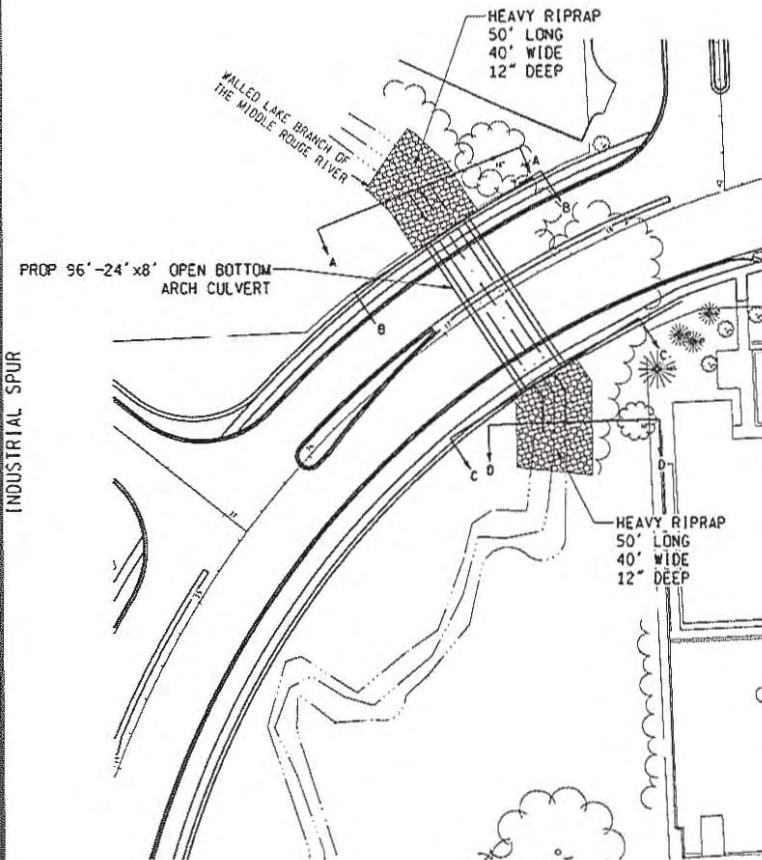 HEAVY RIPRAP
50' LONG
40' WIDE
12" DEEP
WALLED LAKE BRANCH OF
THE MIDDLE ROUGE RIVER
A
B
A
PROP 96'-24'x8' OPEN BOTTOM
ARCH CULVERT
B
C
INDUSTRIAL SPUR
C
D
D
HEAVY RIPRAP
50' LONG
40' WIDE
12" DEEP